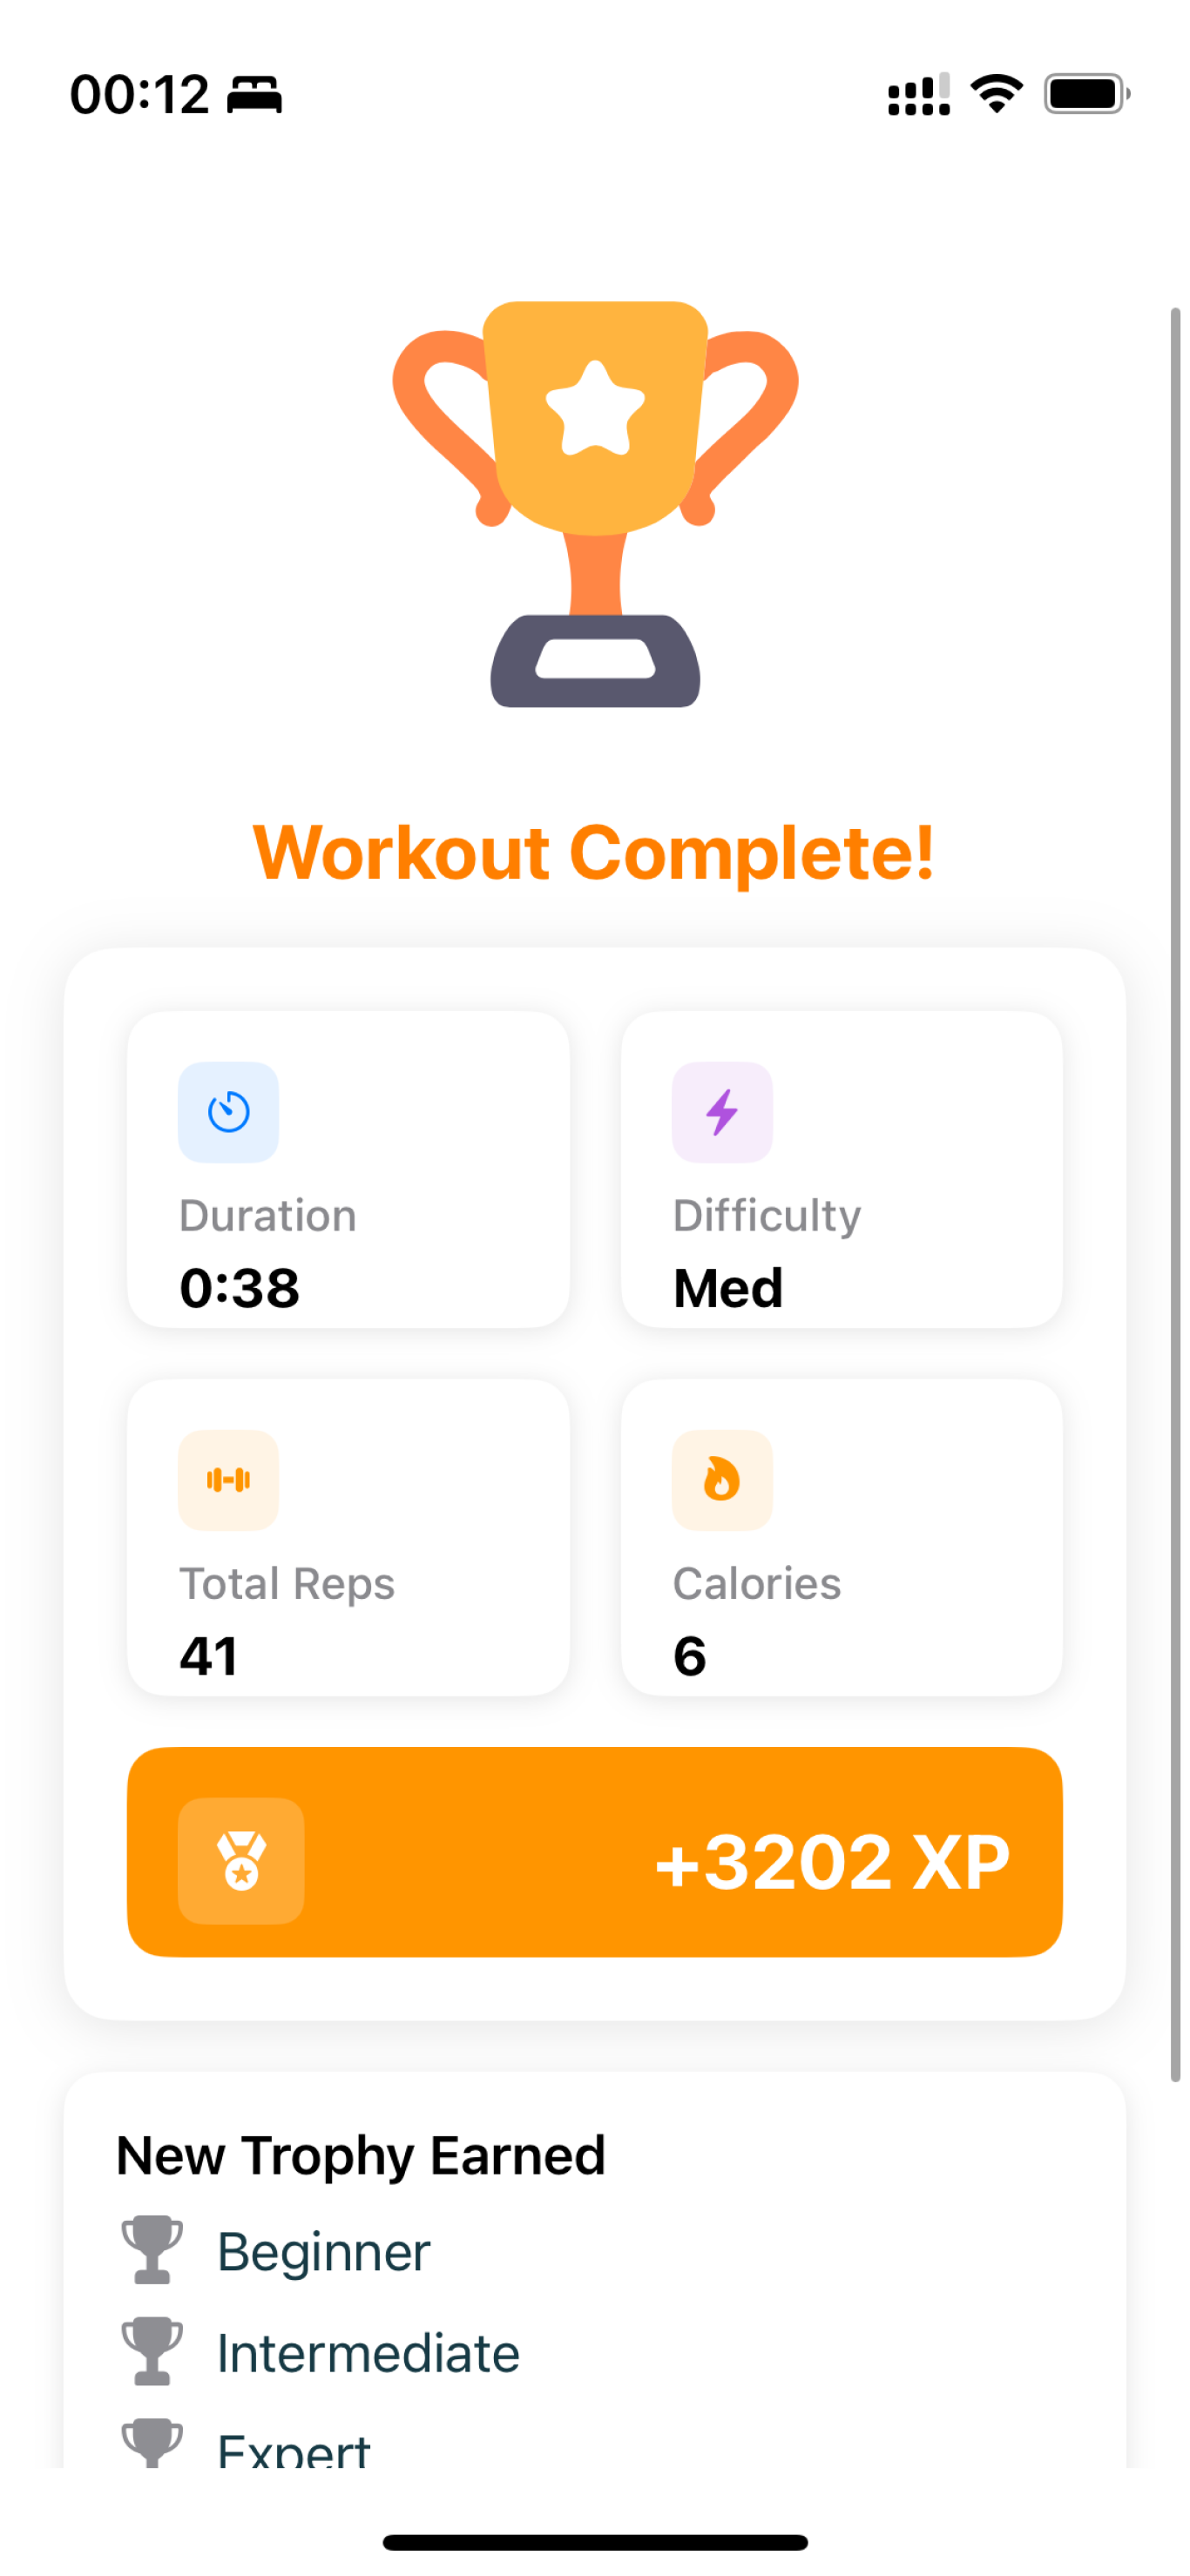 00:12
Workout Complete!
Duration
0:38
Difficulty
Med
Total Reps
41
Calories
6
+3202 XP
New Trophy Earned
Beginner
Intermediate
Expert